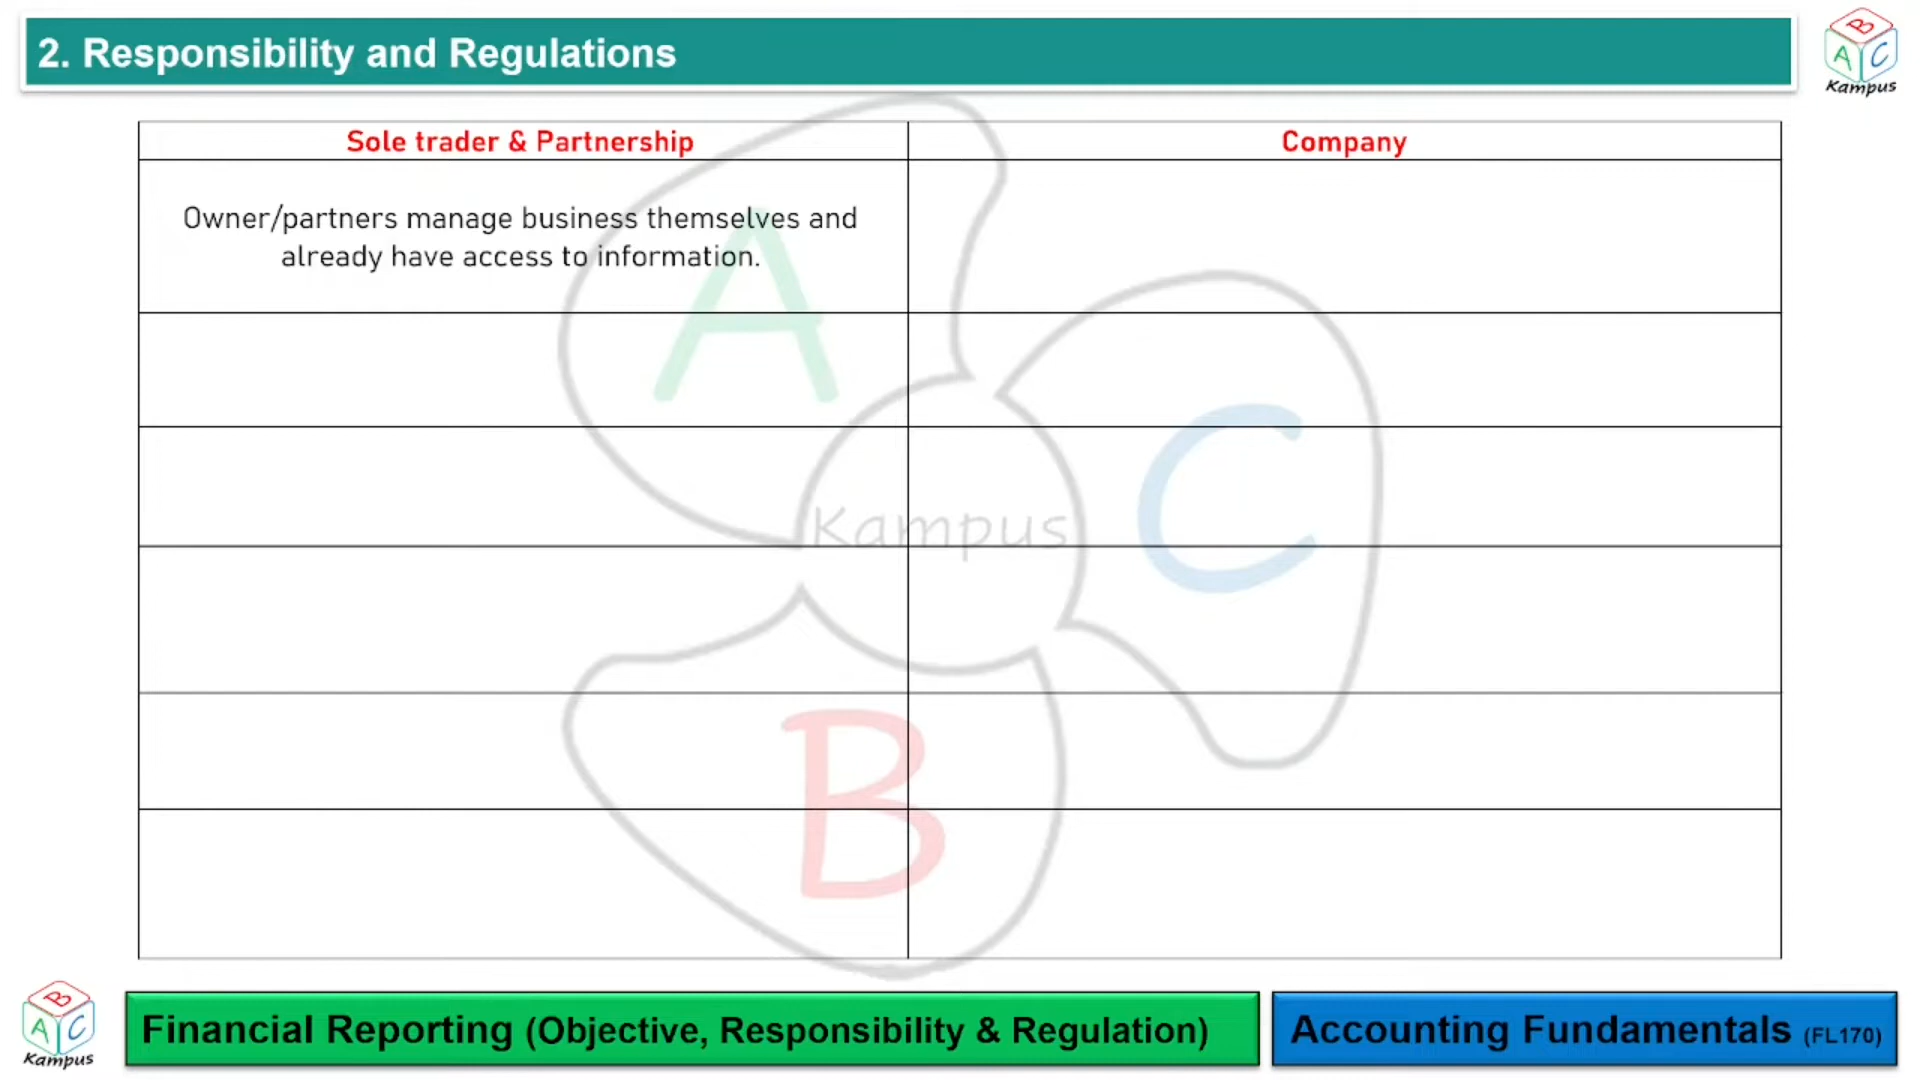 2. Responsibility and Regulations
B
A C
Kampus
Sole trader & Partnership
Company
Owner/partners manage business themselves and
already have access to information.
A
C
Kampus
B
B
A C
Kampus
Financial Reporting (Objective, Responsibility & Regulation)
Accounting Fundamentals (FL170)